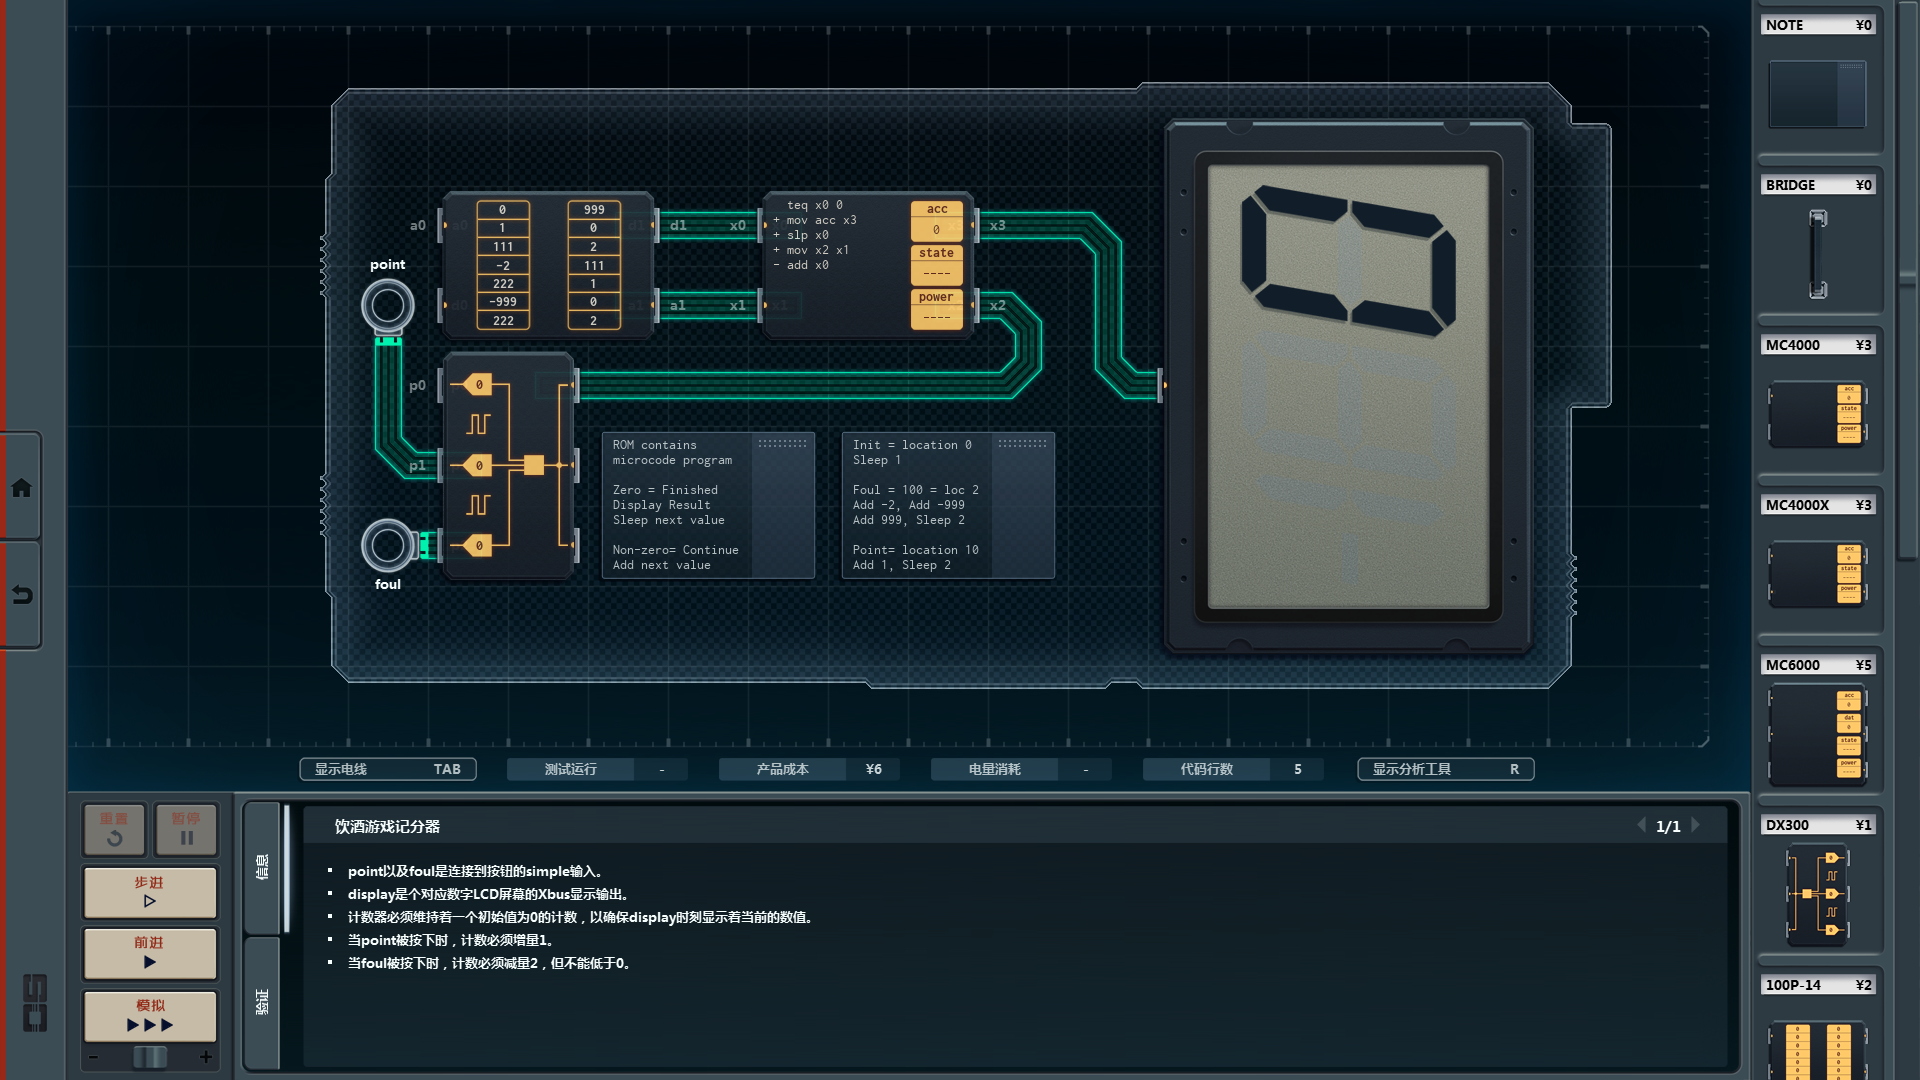 NOTE ¥0
BRIDGE ¥0
MC4000 ¥3
MC4000X ¥3
MC6000 ¥5
DX300 ¥1
100P-14 ¥2
point
foul
a0
p0
p1
0 999
1 0
111 2
-2 111
222 1
-999 0
222 2
d1 x0
a1 x1
teq x0 0
+ mov acc x3
+ slp x0
+ mov x2 x1
- add x0
acc
0
state
----
power
----
x3
x2
0
0
0
ROM contains
microcode program
Zero = Finished
Display Result
Sleep next value
Non-zero= Continue
Add next value
Init = location 0
Sleep 1
Foul = 100 = loc 2
Add -2, Add -999
Add 999, Sleep 2
Point= location 10
Add 1, Sleep 2
显示电线 TAB
测试运行 -
产品成本 ¥6
电量消耗 -
代码行数 5
显示分析工具 R
重置
暂停
步进
前进
模拟
- +
信息
验证
饮酒游戏记分器
1/1
▪ point以及foul是连接到按钮的simple输入。
▪ display是个对应数字LCD屏幕的Xbus显示输出。
▪ 计数器必须维持着一个初始值为0的计数，以确保display时刻显示着当前的数值。
▪ 当point被按下时，计数必须增量1。
▪ 当foul被按下时，计数必须减量2，但不能低于0。